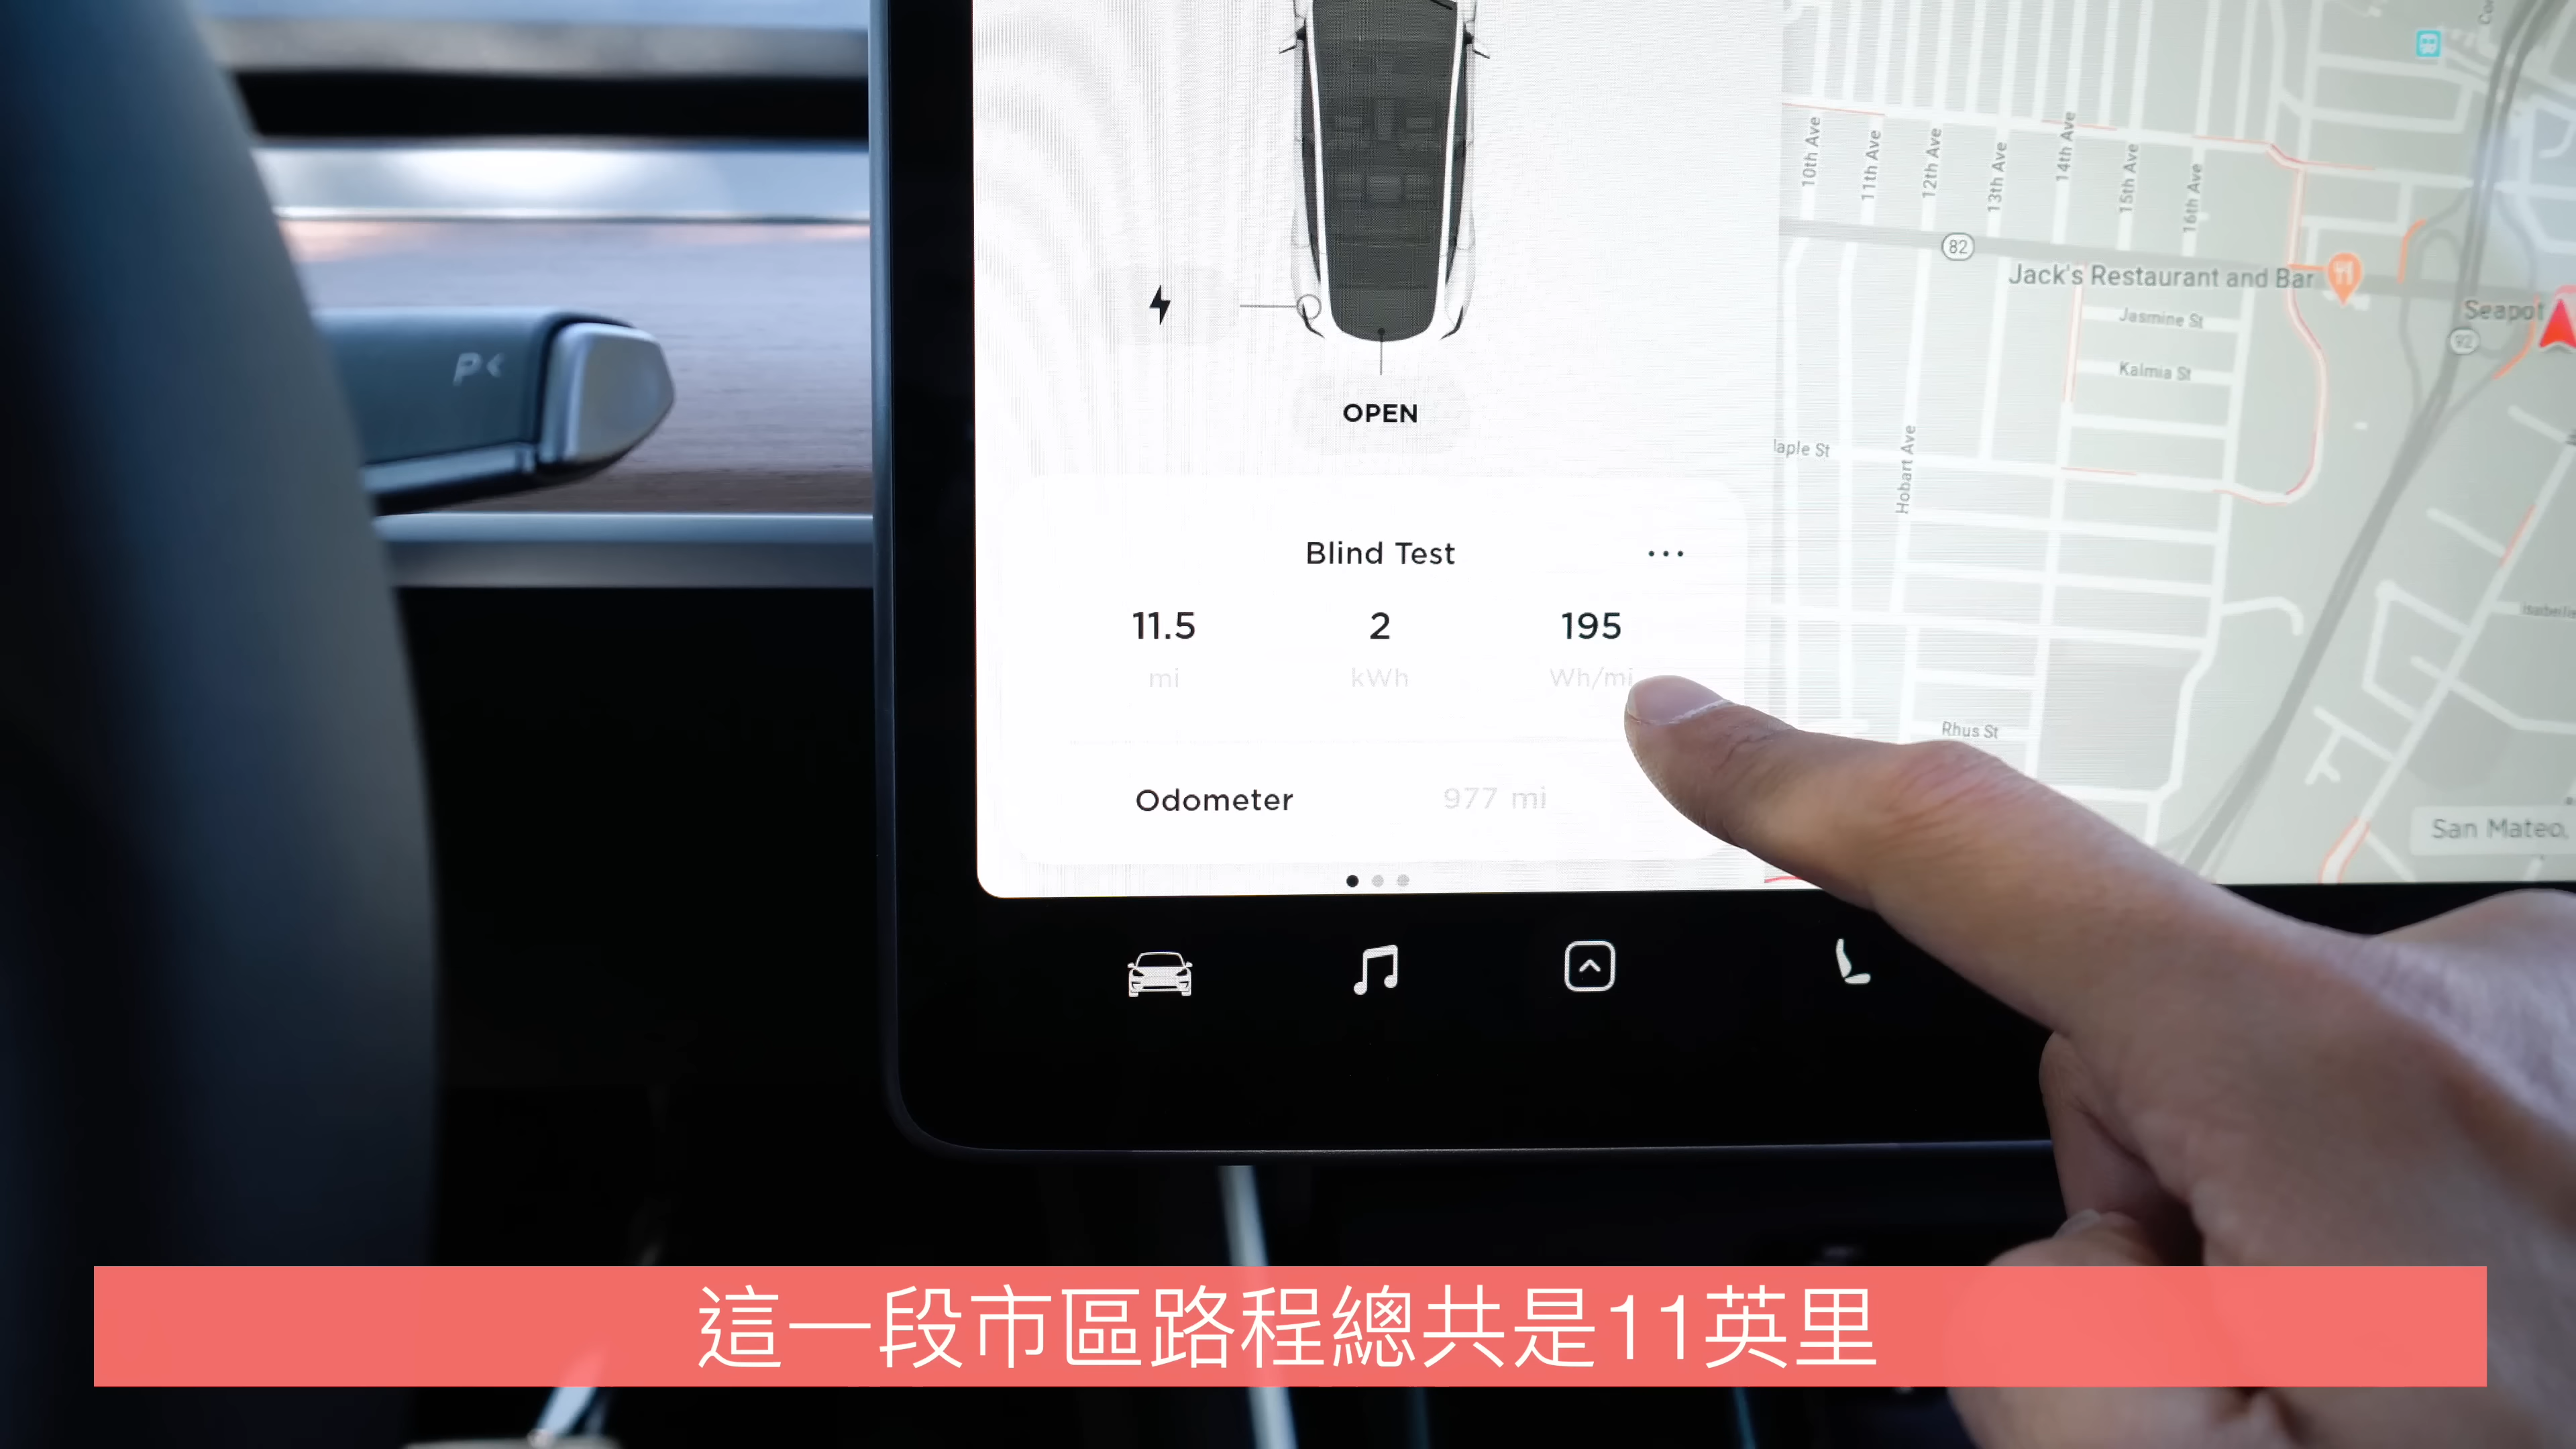 P
10th Ave
11th Ave
12th Ave
13th Ave
14th Ave
15th Ave
16th Ave
82
Jack's Restaurant and Bar
Seapot
92
Jasmine St
Kalmia St
Hobart Ave
aple St
OPEN
Blind Test
...
11.5 2 195
mi kWh Wh/mi
Rhus St
Odometer 977 mi
San Mateo,
這一段市區路程總共是11英里